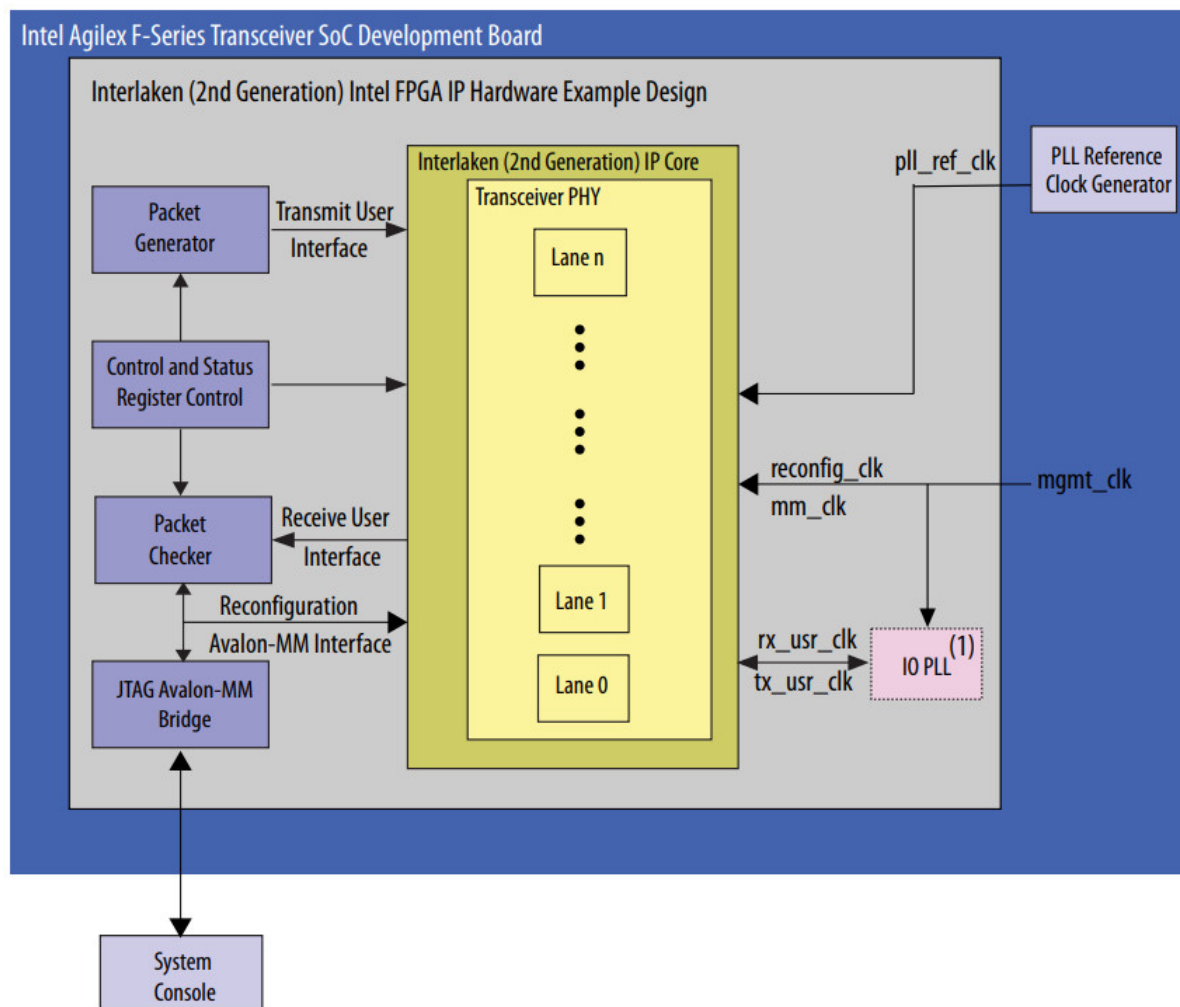 Intel Agilex F-Series Transceiver SoC Development Board
Interlaken (2nd Generation) Intel FPGA IP Hardware Example Design
Interlaken (2nd Generation) IP Core
Transceiver PHY
Packet
Generator
Transmit User
Interface
Lane n
pll_ref_clk
PLL Reference
Clock Generator
Control and Status
Register Control
reconfig_clk
mm_clk
mgmt_clk
Packet
Checker
Receive User
Interface
Lane 1
Reconfiguration
Avalon-MM Interface
rx_usr_clk
tx_usr_clk
IO PLL (1)
JTAG Avalon-MM
Bridge
Lane 0
System
Console